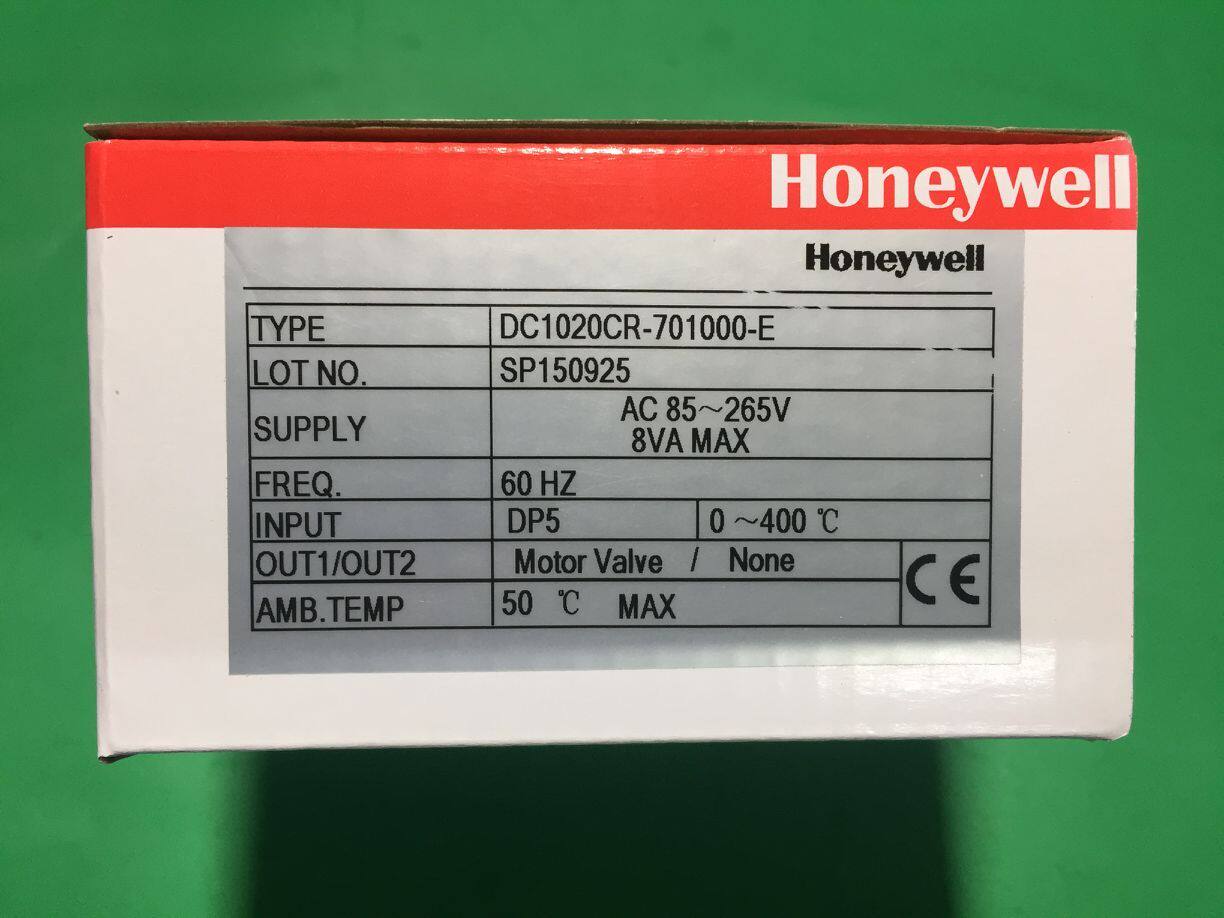 Honeywell
Honeywell
TYPE DC1020CR-701000-E
LOT NO. SP150925
SUPPLY AC 85～265V
8VA MAX
FREQ. 60 HZ
INPUT DP5 0 ～400 ℃
OUT1/OUT2 Motor Valve / None
AMB.TEMP 50 ℃ MAX
CE